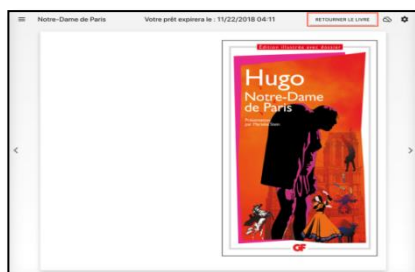 Notre-Dame de Paris
Votre prêt expirera le : 11/22/2018 04:11
RETOURNER LE LIVRE
Édition illustrée avec dossier
Hugo
Notre-Dame
de Paris
Présentation
GF